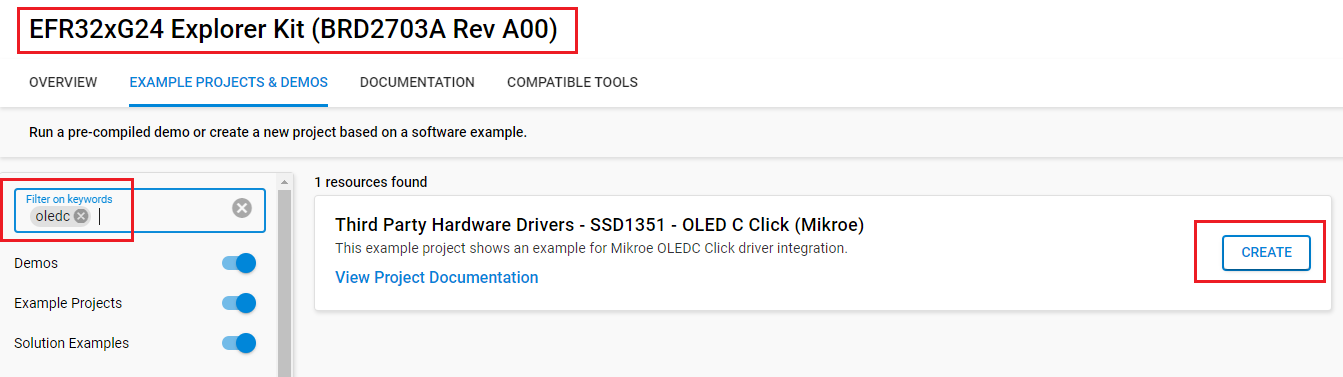 EFR32xG24 Explorer Kit (BRD2703A Rev A00)
OVERVIEW EXAMPLE PROJECTS & DEMOS DOCUMENTATION COMPATIBLE TOOLS
Run a pre-compiled demo or create a new project based on a software example.
Filter on keywords
oledc
Demos
Example Projects
Solution Examples
1 resources found
Third Party Hardware Drivers - SSD1351 - OLED C Click (Mikroe)
This example project shows an example for Mikroe OLEDC Click driver integration.
View Project Documentation
CREATE